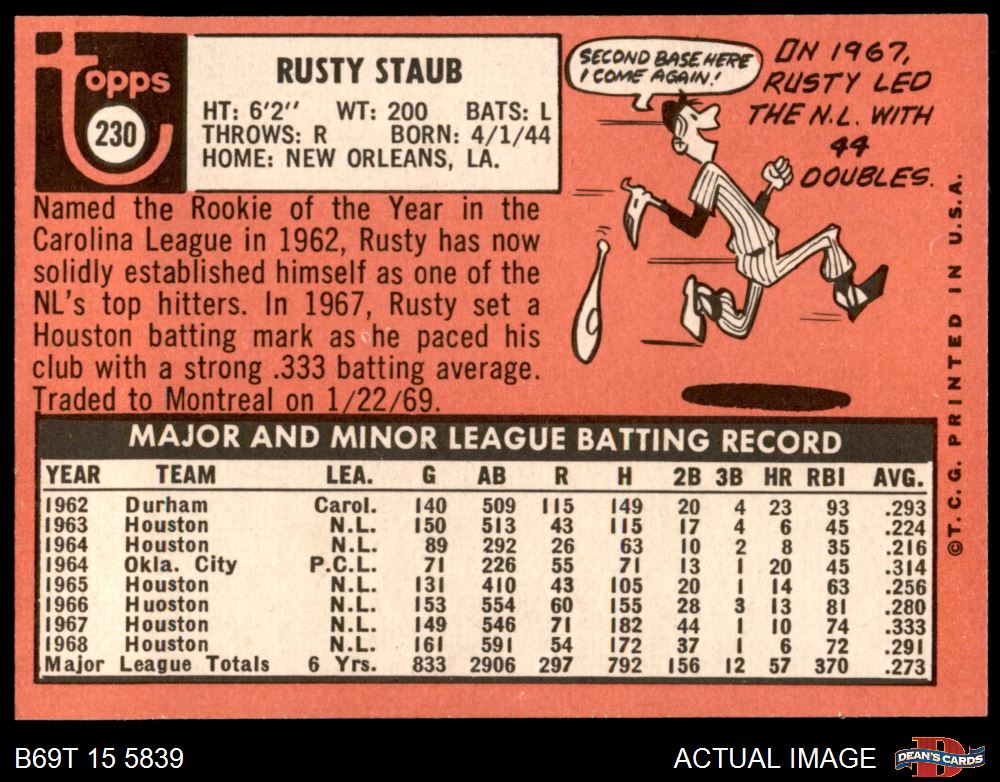 topps
230
RUSTY STAUB
HT: 6'2" WT: 200 BATS: L
THROWS: R BORN: 4/1/44
HOME: NEW ORLEANS, LA.
SECOND BASE HERE
I COME AGAIN!
IN 1967,
RUSTY LED
THE N.L. WITH
44
DOUBLES.
Named the Rookie of the Year in the
Carolina League in 1962, Rusty has now
solidly established himself as one of the
NL's top hitters. In 1967, Rusty set a
Houston batting mark as he paced his
club with a strong .333 batting average.
Traded to Montreal on 1/22/69.
MAJOR AND MINOR LEAGUE BATTING RECORD
YEAR TEAM LEA. G AB R H 2B 3B HR RBI AVG.
1962 Durham Carol. 140 509 115 149 20 4 23 93 .293
1963 Houston N.L. 150 513 43 115 17 4 6 45 .224
1964 Houston N.L. 89 292 26 63 10 2 8 35 .216
1964 Okla. City P.C.L. 71 226 55 71 13 1 20 45 .314
1965 Houston N.L. 131 410 43 105 20 1 14 63 .256
1966 Huoston N.L. 153 554 60 155 28 3 13 81 .280
1967 Houston N.L. 149 546 71 182 44 1 10 74 .333
1968 Houston N.L. 161 591 54 172 37 1 6 72 .291
Major League Totals 6 Yrs. 833 2906 297 792 156 12 57 370 .273
©T.C.G. PRINTED IN U.S.A.
B69T 15 5839
ACTUAL IMAGE
D
DEAN'S CARDS